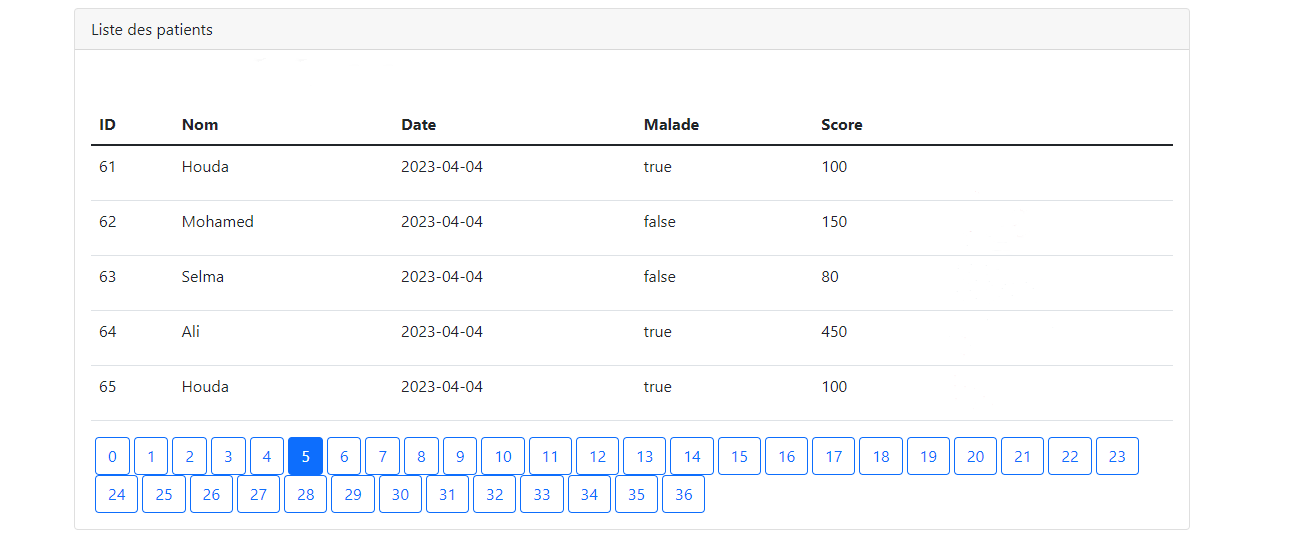 Liste des patients
ID Nom Date Malade Score
61 Houda 2023-04-04 true 100
62 Mohamed 2023-04-04 false 150
63 Selma 2023-04-04 false 80
64 Ali 2023-04-04 true 450
65 Houda 2023-04-04 true 100
0 1 2 3 4 5 6 7 8 9 10 11 12 13 14 15 16 17 18 19 20 21 22 23
24 25 26 27 28 29 30 31 32 33 34 35 36